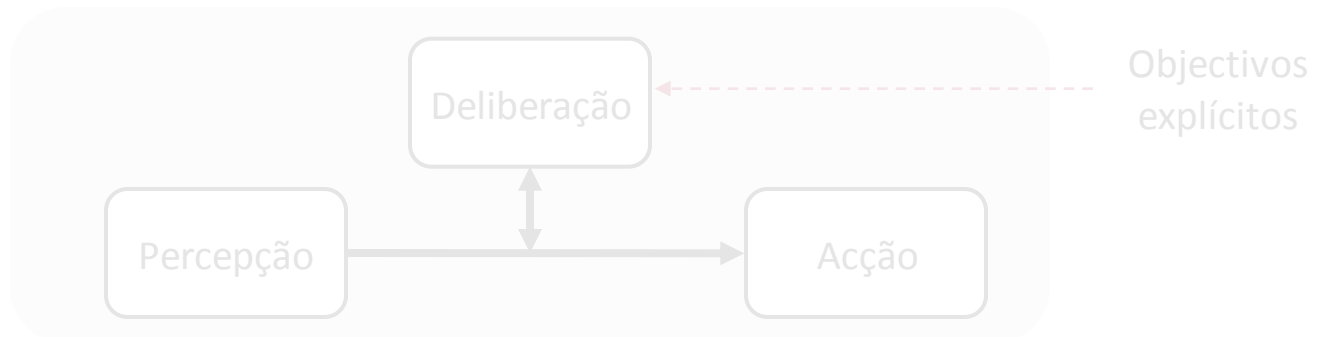 Deliberação
Objectivos
explícitos
Percepção
Acção